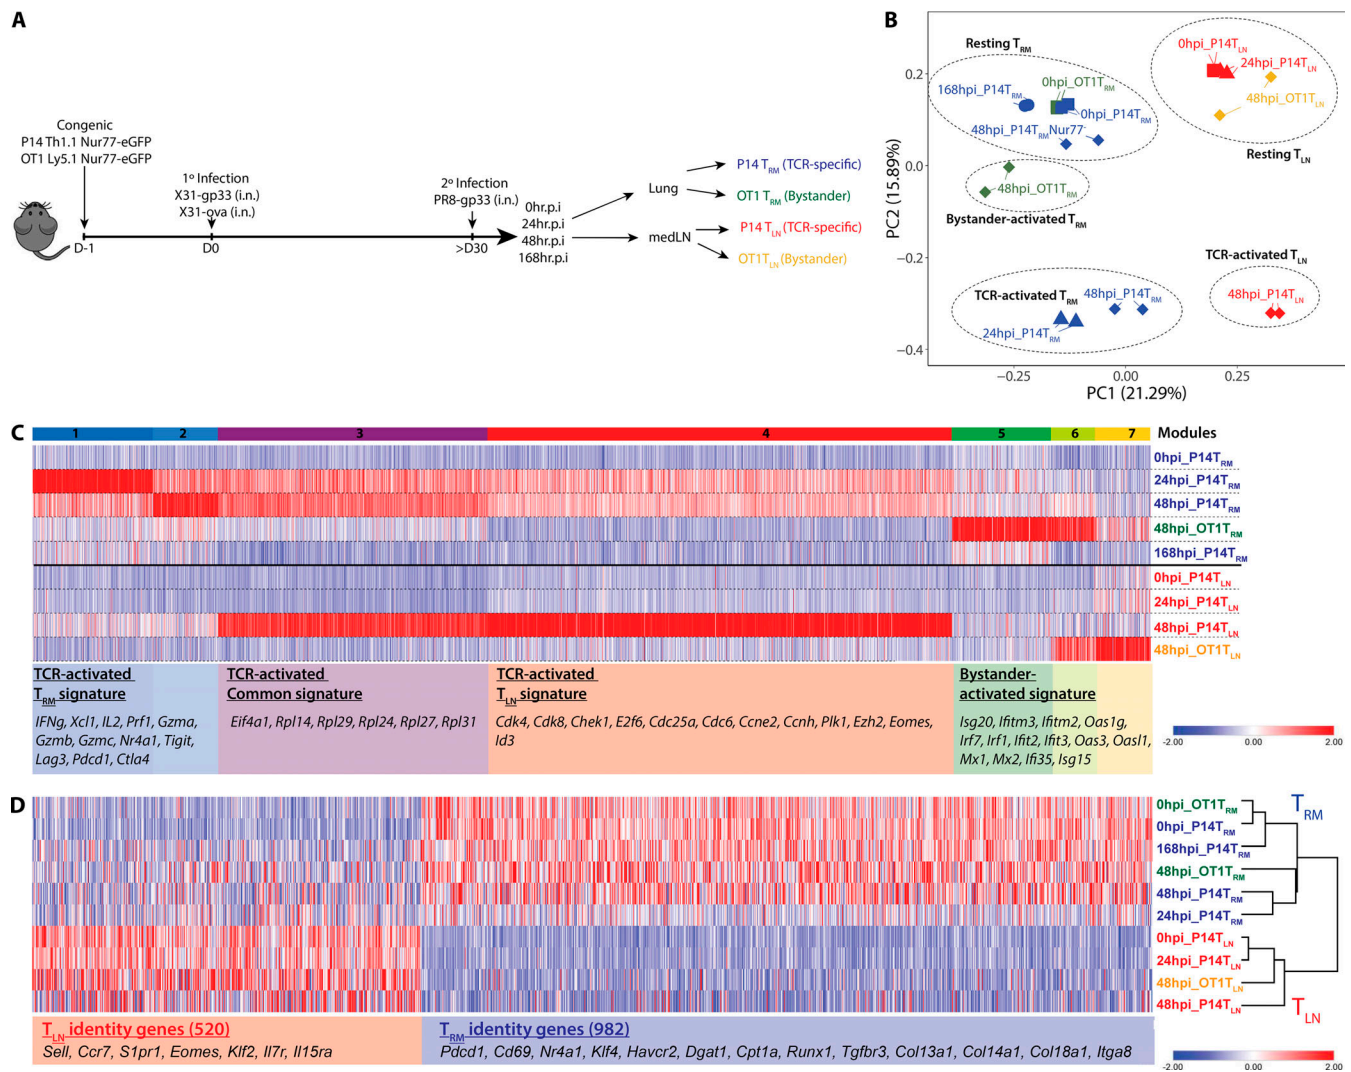 A
Congenic
P14 Th1.1 Nur77-eGFP
OT1 Ly5.1 Nur77-eGFP
1º Infection
X31-gp33 (i.n.)
X31-ova (i.n.)
2º Infection
PR8-gp33 (i.n.)
D-1
D0
>D30
0hr.p.i
24hr.p.i
48hr.p.i
168hr.p.i
Lung
medLN
P14 TRM (TCR-specific)
OT1 TRM (Bystander)
P14 TLN (TCR-specific)
OT1TLN (Bystander)
B
PC2 (15.89%)
0.2
0.0
−0.2
−0.4
Resting TRM
168hpi_P14TRM
0hpi_OT1TRM
0hpi_P14TRM
48hpi_P14TRMNur77-
0hpi_P14TLN
24hpi_P14TLN
48hpi_OT1TLN
Resting TLN
48hpi_OT1TRM
Bystander-activated TRM
TCR-activated TLN
48hpi_P14TLN
TCR-activated TRM
48hpi_P14TRM
24hpi_P14TRM
−0.25
0.00
0.25
PC1 (21.29%)
C
1 2 3 4 5 6 7 Modules
0hpi_P14TRM
24hpi_P14TRM
48hpi_P14TRM
48hpi_OT1TRM
168hpi_P14TRM
0hpi_P14TLN
24hpi_P14TLN
48hpi_P14TLN
48hpi_OT1TLN
TCR-activated
TRM signature
IFNg, Xcl1, IL2, Prf1, Gzma,
Gzmb, Gzmc, Nr4a1, Tigit,
Lag3, Pdcd1, Ctla4
TCR-activated
Common signature
Eif4a1, Rpl14, Rpl29, Rpl24, Rpl27, Rpl31
TCR-activated
TLN signature
Cdk4, Cdk8, Chek1, E2f6, Cdc25a, Cdc6, Ccne2, Ccnh, Plk1, Ezh2, Eomes,
Id3
Bystander-
activated signature
Isg20, Ifitm3, Ifitm2, Oas1g,
Irf7, Irf1, Ifit2, Ifit3, Oas3, Oasl1,
Mx1, Mx2, Ifi35, Isg15
-2.00 0.00 2.00
D
0hpi_OT1TRM
0hpi_P14TRM
168hpi_P14TRM
48hpi_OT1TRM
48hpi_P14TRM
24hpi_P14TRM
0hpi_P14TLN
24hpi_P14TLN
48hpi_OT1TLN
48hpi_P14TLN
TRM
TLN
TLN identity genes (520)
Sell, Ccr7, S1pr1, Eomes, Klf2, Il7r, Il15ra
TRM identity genes (982)
Pdcd1, Cd69, Nr4a1, Klf4, Havcr2, Dgat1, Cpt1a, Runx1, Tgfbr3, Col13a1, Col14a1, Col18a1, Itga8
-2.00 0.00 2.00